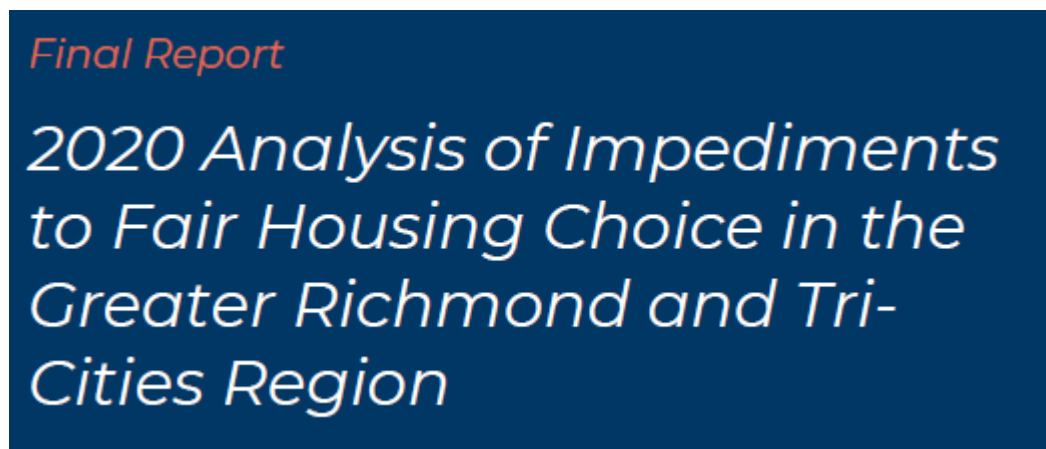 Final Report
2020 Analysis of Impediments
to Fair Housing Choice in the
Greater Richmond and Tri-
Cities Region